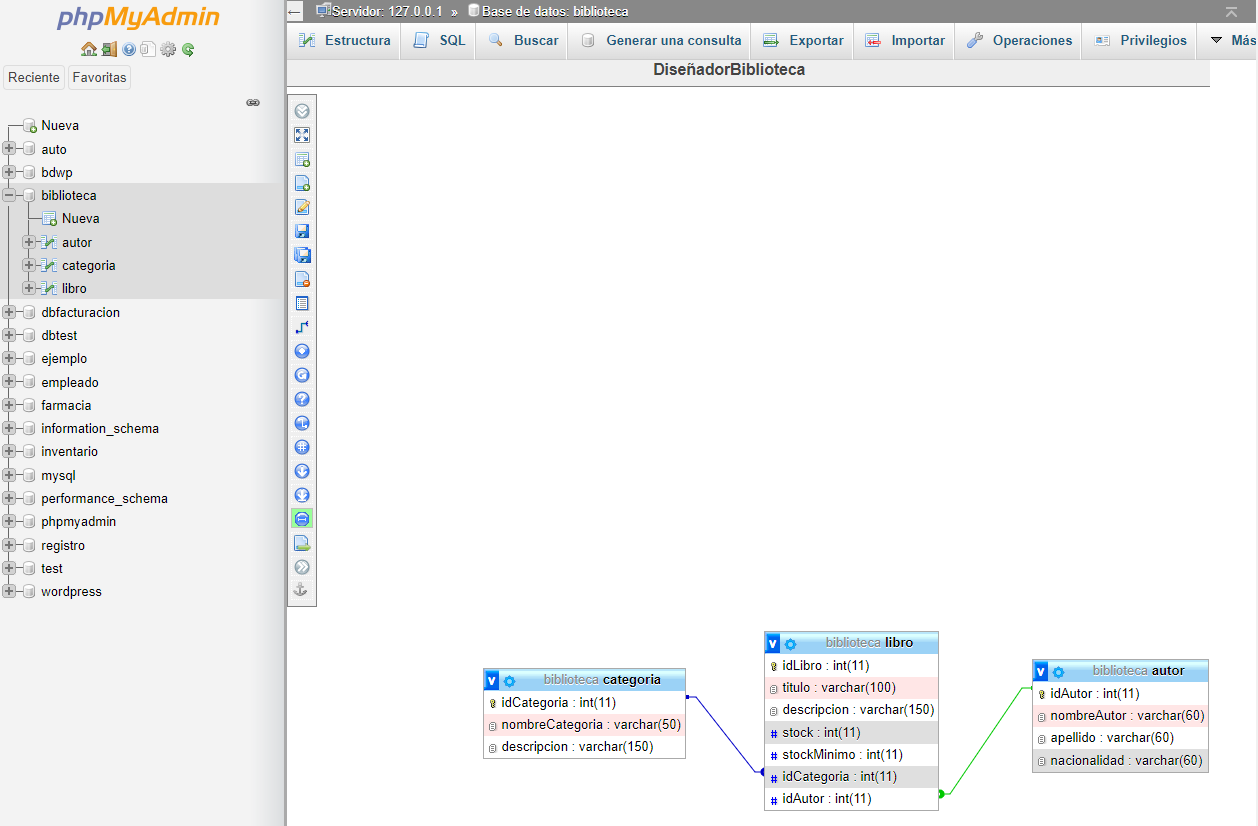 phpMyAdmin
Reciente Favoritas
Nueva
auto
bdwp
biblioteca
Nueva
autor
categoria
libro
dbfacturacion
dbtest
ejemplo
empleado
farmacia
information_schema
inventario
mysql
performance_schema
phpmyadmin
registro
test
wordpress
Servidor: 127.0.0.1 » Base de datos: biblioteca
Estructura SQL Buscar Generar una consulta Exportar Importar Operaciones Privilegios Más
DiseñadorBiblioteca
v biblioteca categoria
idCategoria : int(11)
nombreCategoria : varchar(50)
descripcion : varchar(150)
v biblioteca libro
idLibro : int(11)
titulo : varchar(100)
descripcion : varchar(150)
# stock : int(11)
# stockMinimo : int(11)
# idCategoria : int(11)
# idAutor : int(11)
v biblioteca autor
idAutor : int(11)
nombreAutor : varchar(60)
apellido : varchar(60)
nacionalidad : varchar(60)